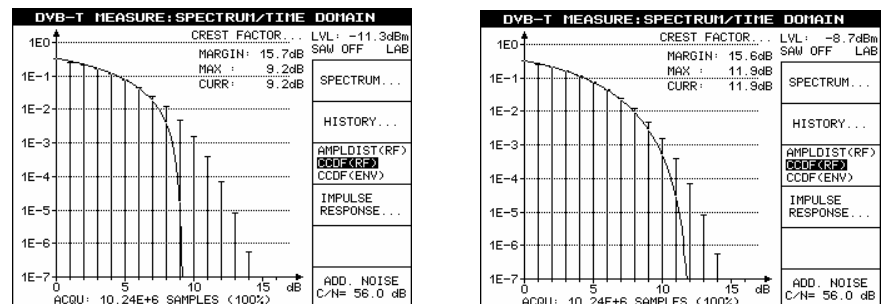 DVB-T MEASURE:SPECTRUM/TIME DOMAIN
CREST FACTOR... LVL: -11.3dBm
1E0
MARGIN: 15.7dB SAW OFF LAB
MAX : 9.2dB
CURR: 9.2dB
SPECTRUM...
1E-1
1E-2
HISTORY...
1E-3
AMPLDIST(RF)
CCDF(RF)
CCDF(ENV)
1E-4
IMPULSE
RESPONSE...
1E-5
1E-6
1E-7
0 5 10 15 dB
ACQU: 10.24E+6 SAMPLES (100%)
ADD. NOISE
C/N= 56.0 dB
DVB-T MEASURE:SPECTRUM/TIME DOMAIN
CREST FACTOR... LVL: -8.7dBm
1E0
MARGIN: 15.6dB SAW OFF LAB
MAX : 11.9dB
CURR: 11.9dB
SPECTRUM...
1E-1
1E-2
HISTORY...
1E-3
AMPLDIST(RF)
CCDF(RF)
CCDF(ENV)
1E-4
IMPULSE
RESPONSE...
1E-5
1E-6
1E-7
0 5 10 15 dB
ACQU: 10.24E+6 SAMPLES (100%)
ADD. NOISE
C/N= 56.0 dB